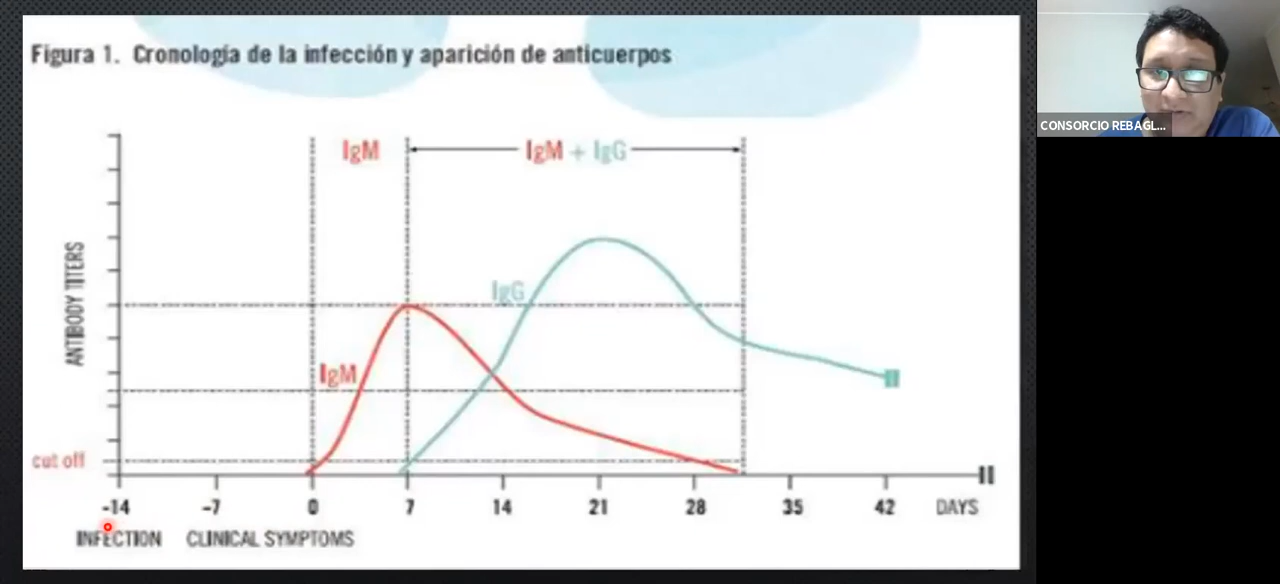 Figura 1. Cronología de la infección y aparición de anticuerpos
CONSORCIO REBAGL...
IgM
IgM + IgG
ANTIBODY TITERS
IgG
IgM
cut off
-14 -7 0 7 14 21 28 35 42 DAYS
INFECTION CLINICAL SYMPTOMS